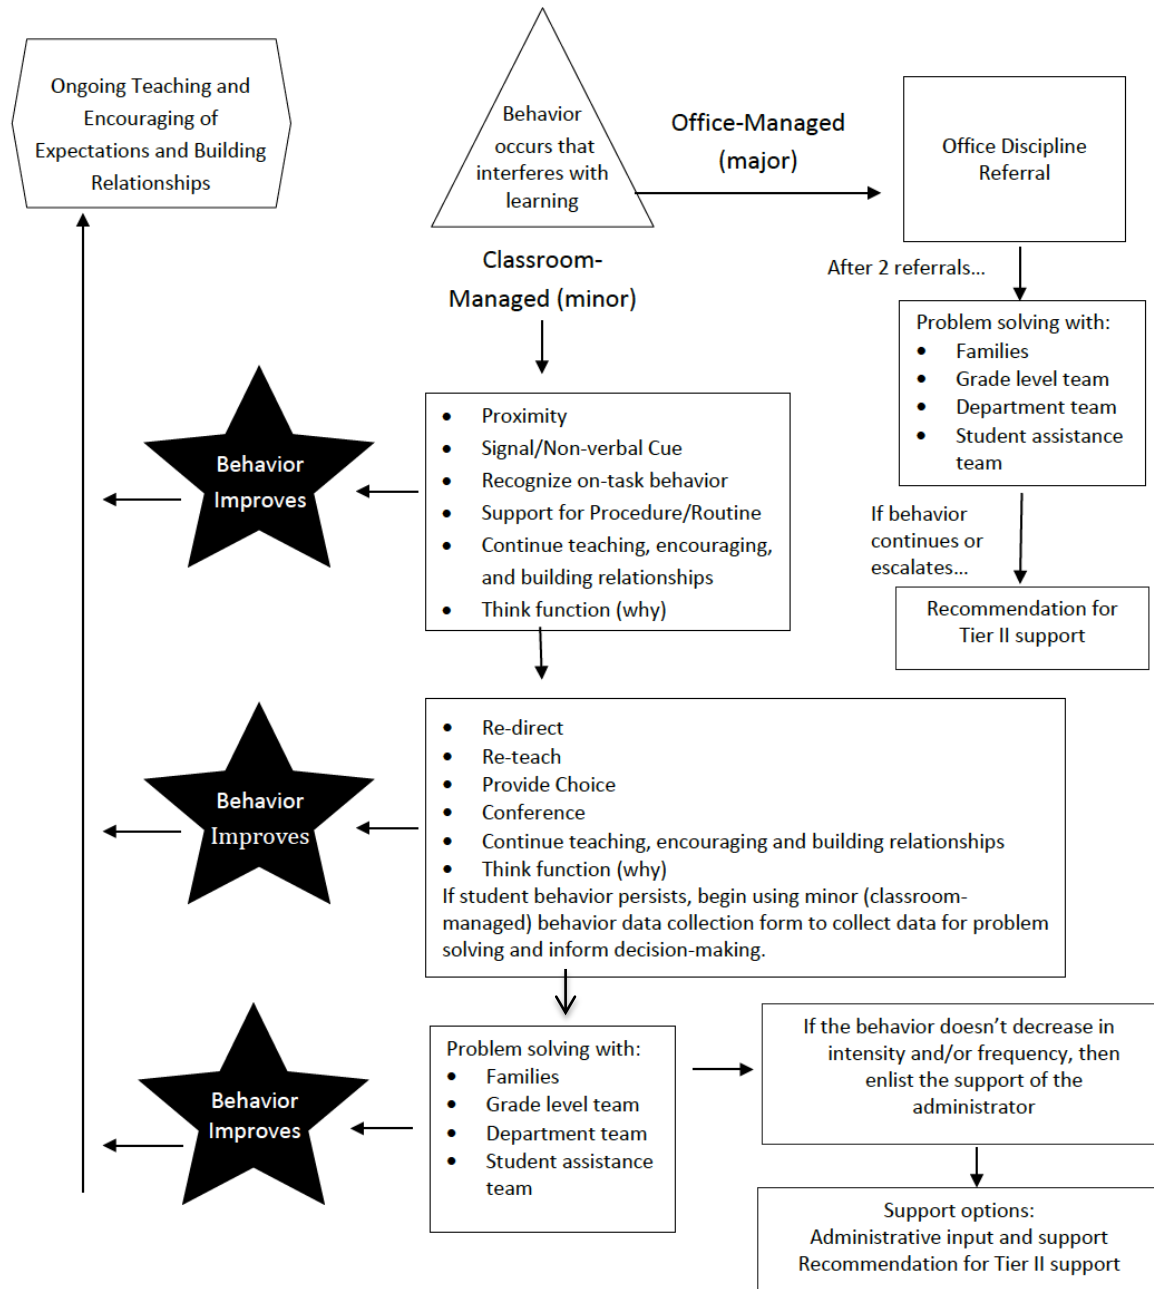 Ongoing Teaching and
Encouraging of
Expectations and Building
Relationships
Behavior
occurs that
interferes with
learning
Office-Managed
(major)
Office Discipline
Referral
Classroom-
Managed (minor)
After 2 referrals...
Problem solving with:
• Families
• Grade level team
• Department team
• Student assistance
team
If behavior
continues or
escalates...
Recommendation for
Tier II support
Behavior
Improves
• Proximity
• Signal/Non-verbal Cue
• Recognize on-task behavior
• Support for Procedure/Routine
• Continue teaching, encouraging,
and building relationships
• Think function (why)
Behavior
Improves
• Re-direct
• Re-teach
• Provide Choice
• Conference
• Continue teaching, encouraging and building relationships
• Think function (why)
If student behavior persists, begin using minor (classroom-
managed) behavior data collection form to collect data for problem
solving and inform decision-making.
Behavior
Improves
Problem solving with:
• Families
• Grade level team
• Department team
• Student assistance
team
If the behavior doesn’t decrease in
intensity and/or frequency, then
enlist the support of the
administrator
Support options:
Administrative input and support
Recommendation for Tier II support